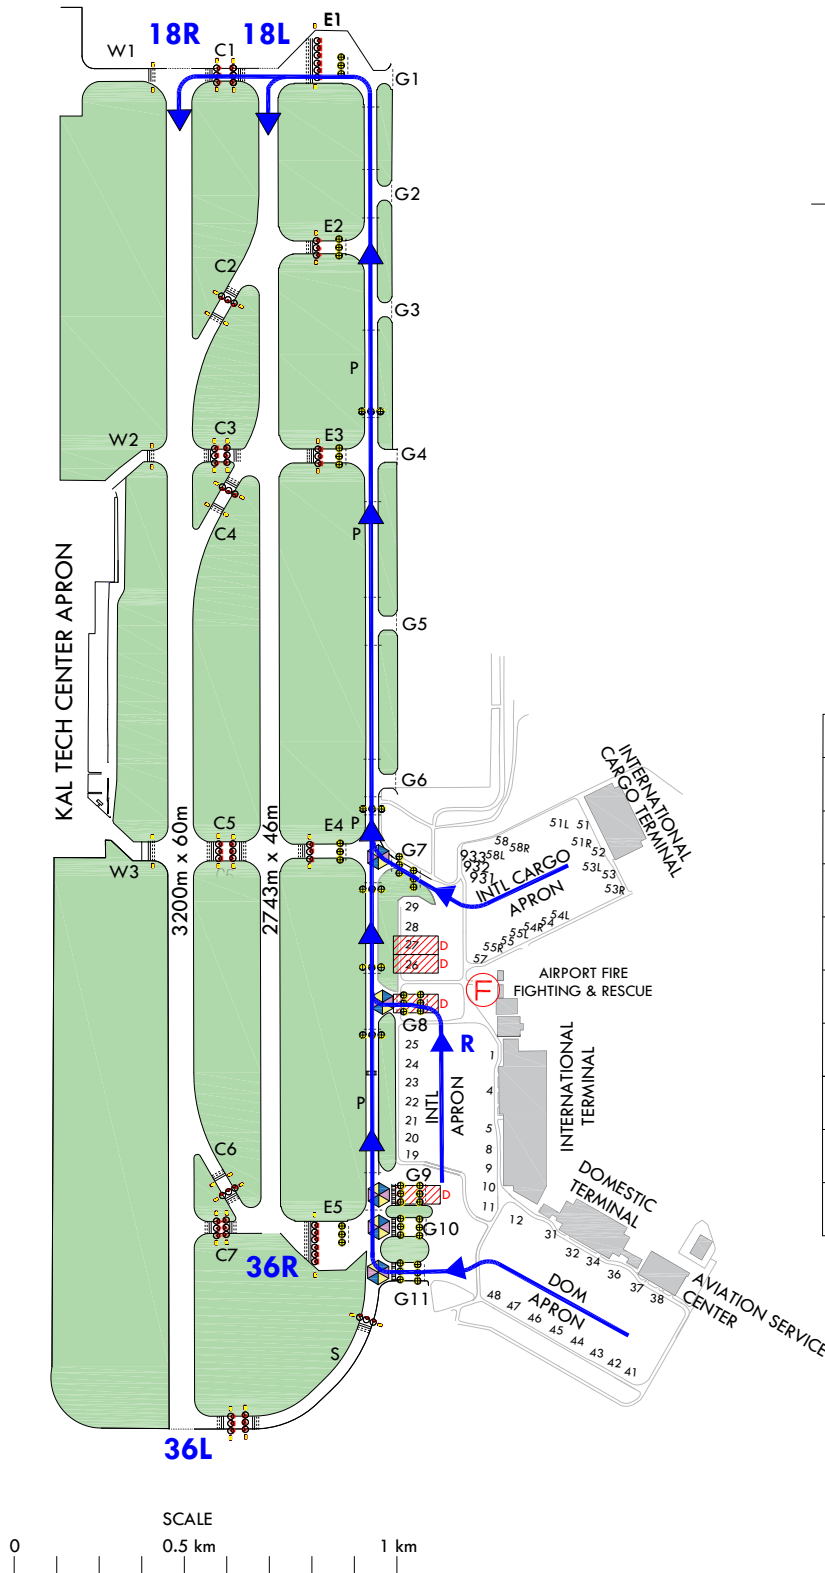 18R
18L
E1
W1
C1
G1
G2
E2
C2
G3
P
W2
C3
E3
G4
C4
P
KAL TECH CENTER APRON
G5
G6
INTERNATIONAL
CARGO TERMINAL
3200m x 60m
2743m x 46m
C5
E4
P
G7
W3
51L
51
58
58R
51R
52
933
58L
932
931
53L
53
53R
INTL CARGO
APRON
29
28
27
D
26
D
54L
54
54R
55L
55
55R
57
F
AIRPORT FIRE
FIGHTING & RESCUE
G8
R
25
24
23
22
21
20
19
INTL
APRON
P
1
4
5
8
9
10
11
INTERNATIONAL
TERMINAL
C6
G9
D
E5
G10
C7
36R
G11
12
31
32
34
36
37
38
DOMESTIC
TERMINAL
DOM
APRON
48
47
46
45
44
43
42
41
AVIATION SERVICE
CENTER
S
36L
SCALE
0
0.5 km
1 km